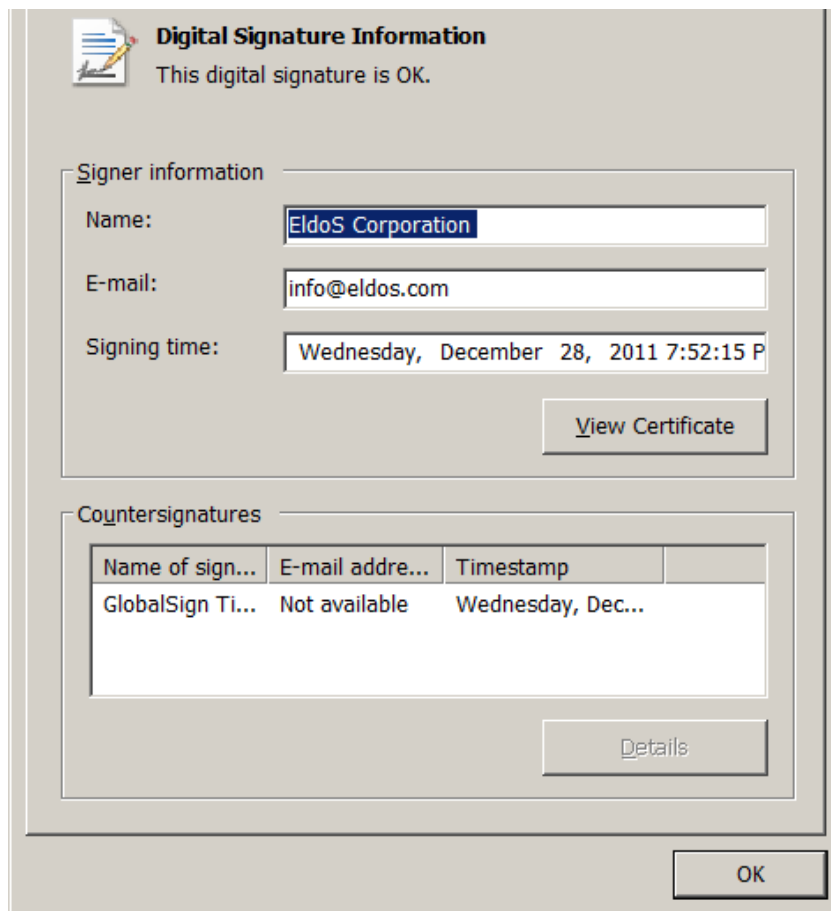 Digital Signature Information
This digital signature is OK.
Signer information
Name: EldoS Corporation
E-mail: info@eldos.com
Signing time: Wednesday, December 28, 2011 7:52:15 P
View Certificate
Countersignatures
Name of sign... E-mail addre... Timestamp
GlobalSign Ti... Not available Wednesday, Dec...
Details
OK